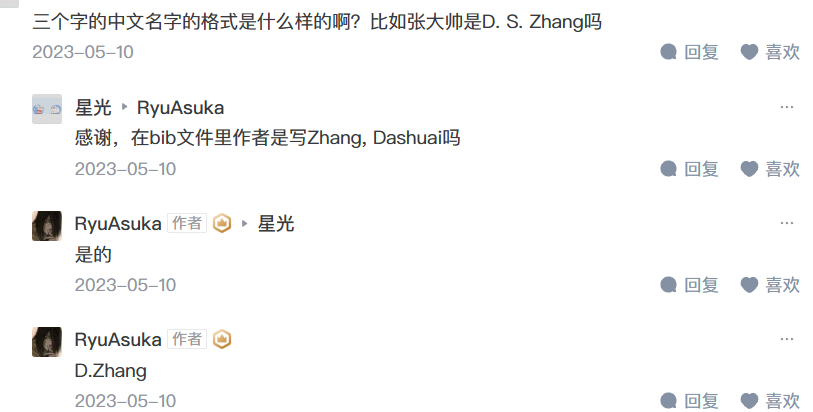 三个字的中文名字的格式是什么样的啊？比如张大帅是D. S. Zhang吗
2023-05-10 回复 喜欢
星光 ▸ RyuAsuka ...
感谢，在bib文件里作者是写Zhang, Dashuai吗
2023-05-10 回复 喜欢
RyuAsuka 作者 ▸ 星光 ...
是的
2023-05-10 回复 喜欢
RyuAsuka 作者 ...
D.Zhang
2023-05-10 回复 喜欢